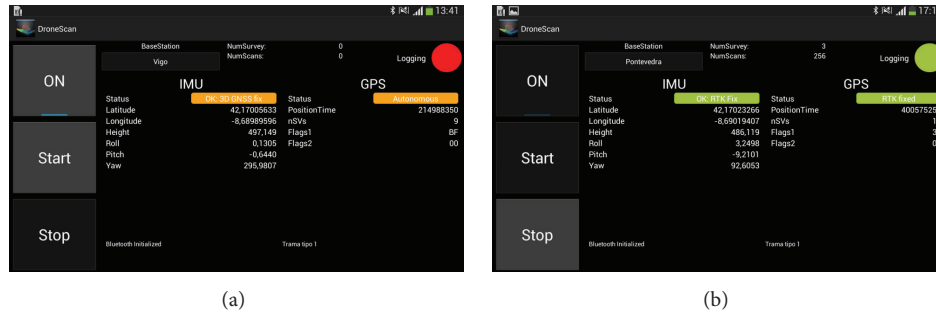 13:41
DroneScan
BaseStation NumSurvey: 0
Vigo NumScans: 0
Logging
ON
IMU GPS
Status OK: 3D GNSS fix Status Autonomous
Latitude 42,17005633 PositionTime 214988350
Longitude -8,68989596 nSVs 9
Height 497,149 Flags1 BF
Roll 0,1305 Flags2 00
Pitch -0,6440
Yaw 295,9807
Start
Stop
Bluetooth Initialized Trama tipo 1
(a)
17:1
DroneScan
BaseStation NumSurvey: 3
Pontevedra NumScans: 256
Logging
ON
IMU GPS
Status OK: RTK Fix Status RTK fixed
Latitude 42,17023266 PositionTime 40057525
Longitude -8,69019407 nSVs 1
Height 486,119 Flags1 3
Roll 3,2498 Flags2 0
Pitch -9,2101
Yaw 92,6053
Start
Stop
Bluetooth Initialized Trama tipo 1
(b)